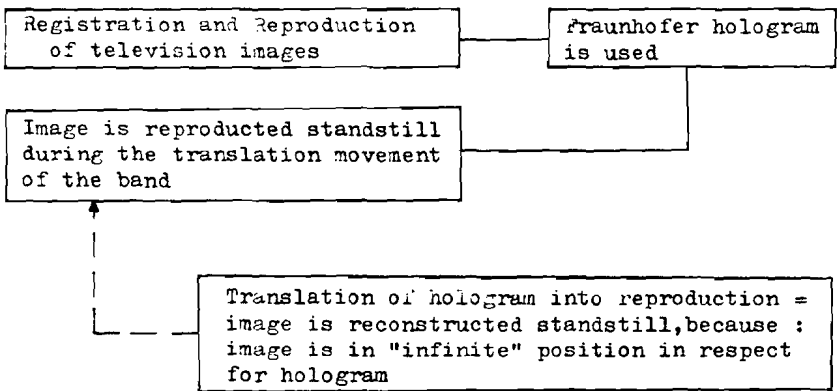 Registration and Reproduction
of television images
Fraunhofer hologram
is used
Image is reproduced standstill
during the translation movement
of the band
Translation of hologram into reproduction =
image is reconstructed standstill,because :
image is in "infinite" position in respect
for hologram